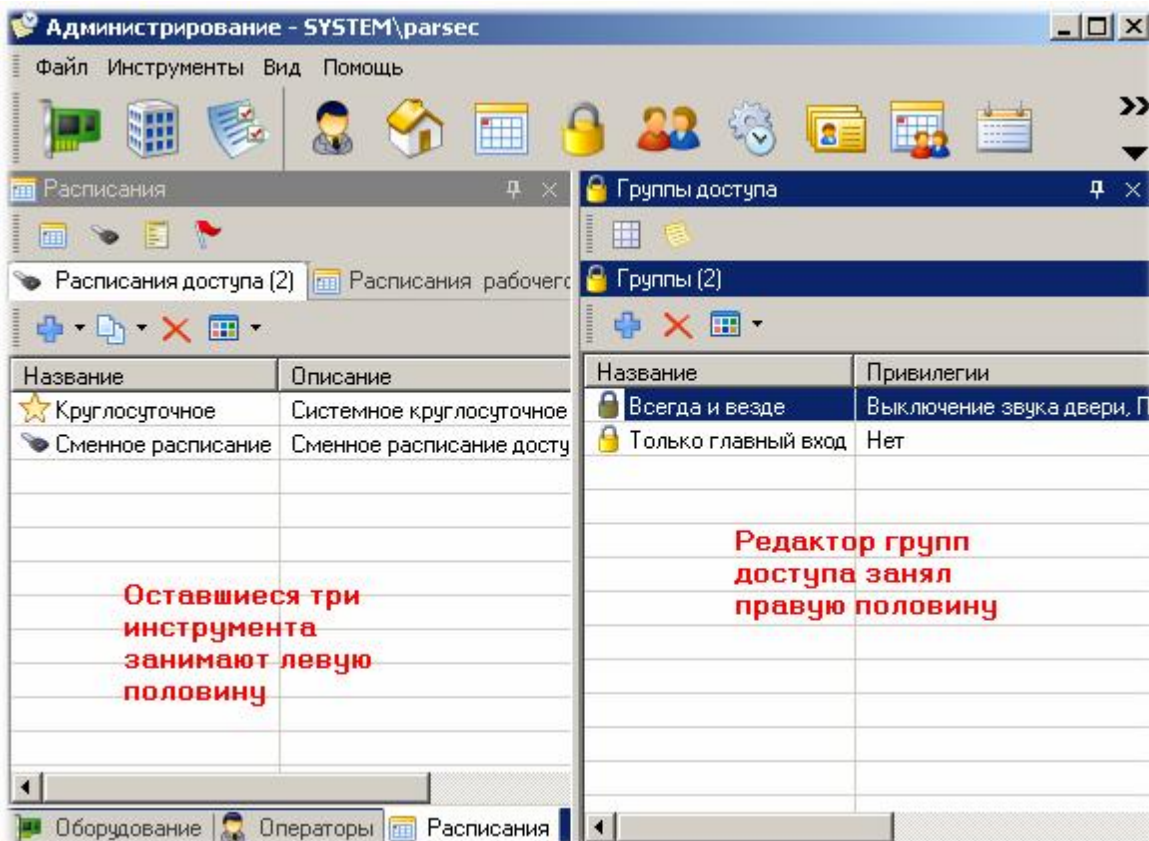 Администрирование - SYSTEM\parsec
Файл Инструменты Вид Помощь
Расписания
Расписания доступа (2) Расписания рабочего
Название Описание
Круглосуточное Системное круглосуточное
Сменное расписание Сменное расписание досту
Оставшиеся три
инструмента
занимают левую
половину
Оборудование Операторы Расписания
Группы доступа
Группы (2)
Название Привилегии
Всегда и везде Выключение звука двери, П
Только главный вход Нет
Редактор групп
доступа занял
правую половину